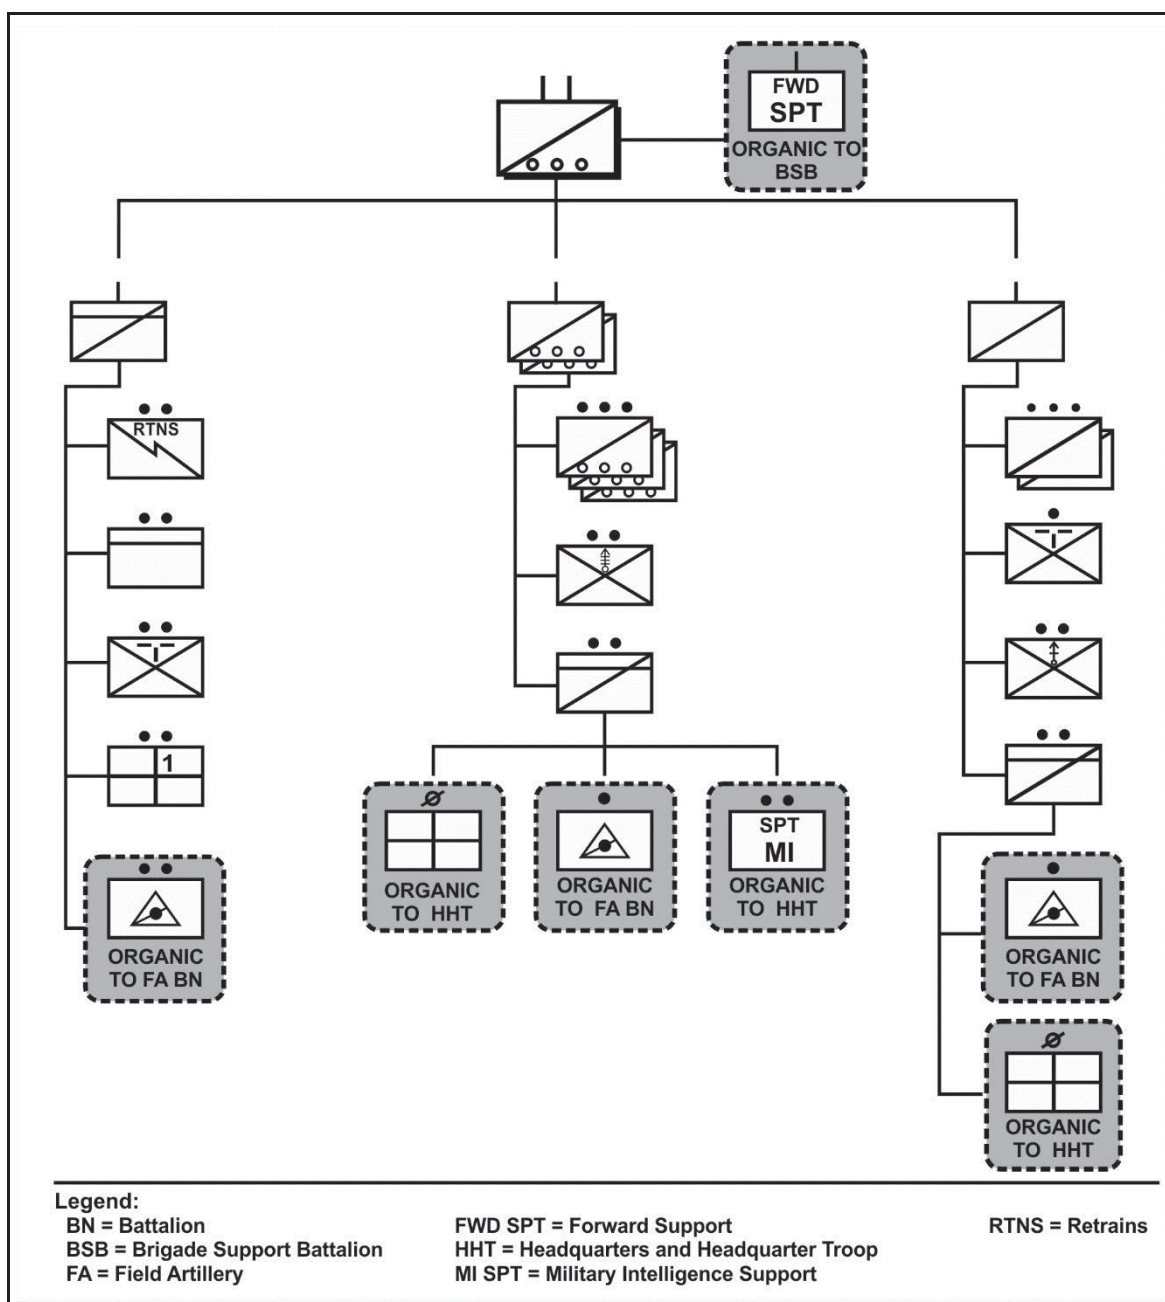 FWD
SPT
ORGANIC TO
BSB
RTNS
1
ORGANIC
TO FA BN
ORGANIC
TO HHT
ORGANIC
TO FA BN
SPT
MI
ORGANIC
TO HHT
ORGANIC
TO FA BN
ORGANIC
TO HHT
Legend:
BN = Battalion
BSB = Brigade Support Battalion
FA = Field Artillery
FWD SPT = Forward Support
HHT = Headquarters and Headquarter Troop
MI SPT = Military Intelligence Support
RTNS = Retrains